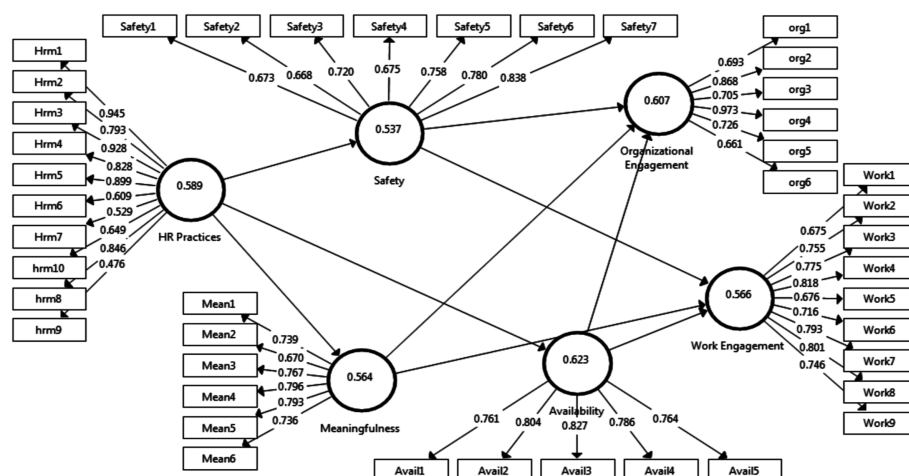 Safety1
Safety2
Safety3
Safety4
Safety5
Safety6
Safety7
0.673
0.668
0.720
0.675
0.758
0.780
0.838
Hrm1
Hrm2
Hrm3
Hrm4
Hrm5
Hrm6
Hrm7
hrm10
hrm8
hrm9
0.945
0.793
0.928
0.828
0.899
0.609
0.529
0.649
0.846
0.476
0.589
HR Practices
0.537
Safety
0.607
Organizational
Engagement
0.693
0.868
0.705
0.973
0.726
0.661
org1
org2
org3
org4
org5
org6
Mean1
Mean2
Mean3
Mean4
Mean5
Mean6
0.739
0.670
0.767
0.796
0.793
0.736
0.564
Meaningfulness
0.623
Availability
0.761
0.804
0.827
0.786
0.764
Avail1
Avail2
Avail3
Avail4
Avail5
0.566
Work Engagement
0.675
0.755
0.775
0.818
0.676
0.716
0.793
0.801
0.746
Work1
Work2
Work3
Work4
Work5
Work6
Work7
Work8
Work9